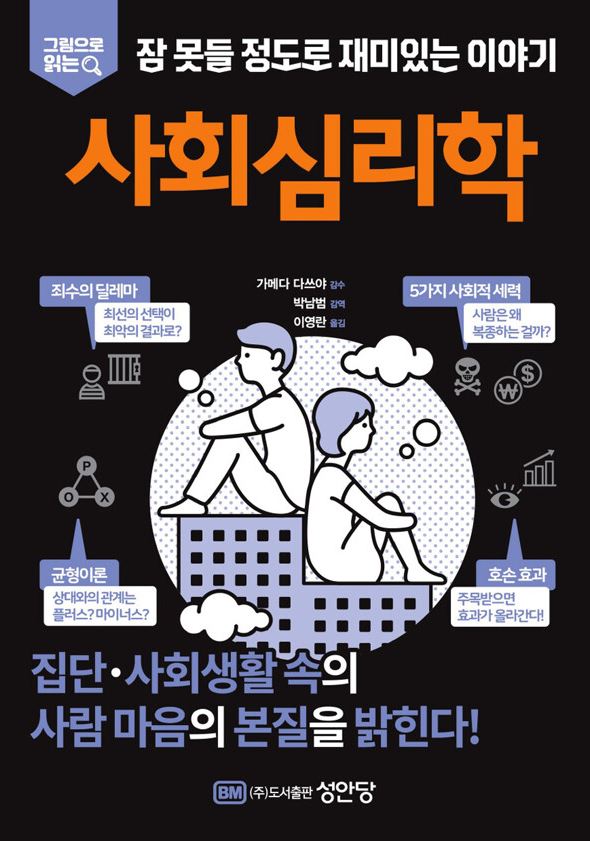 그림으로
읽는
잠 못들 정도로 재미있는 이야기
사회심리학
가메다 다쓰야 감수
박남범 감역
이영란 옮김
죄수의 딜레마
최선의 선택이
최악의 결과로?
5가지 사회적 세력
사람은 왜
복종하는 걸까?
₩ $
P
O X
균형이론
상대와의 관계는
플러스? 마이너스?
호손 효과
주목받으면
효과가 올라간다!
집단·사회생활 속의
사람 마음의 본질을 밝힌다!
BM (주)도서출판 성안당